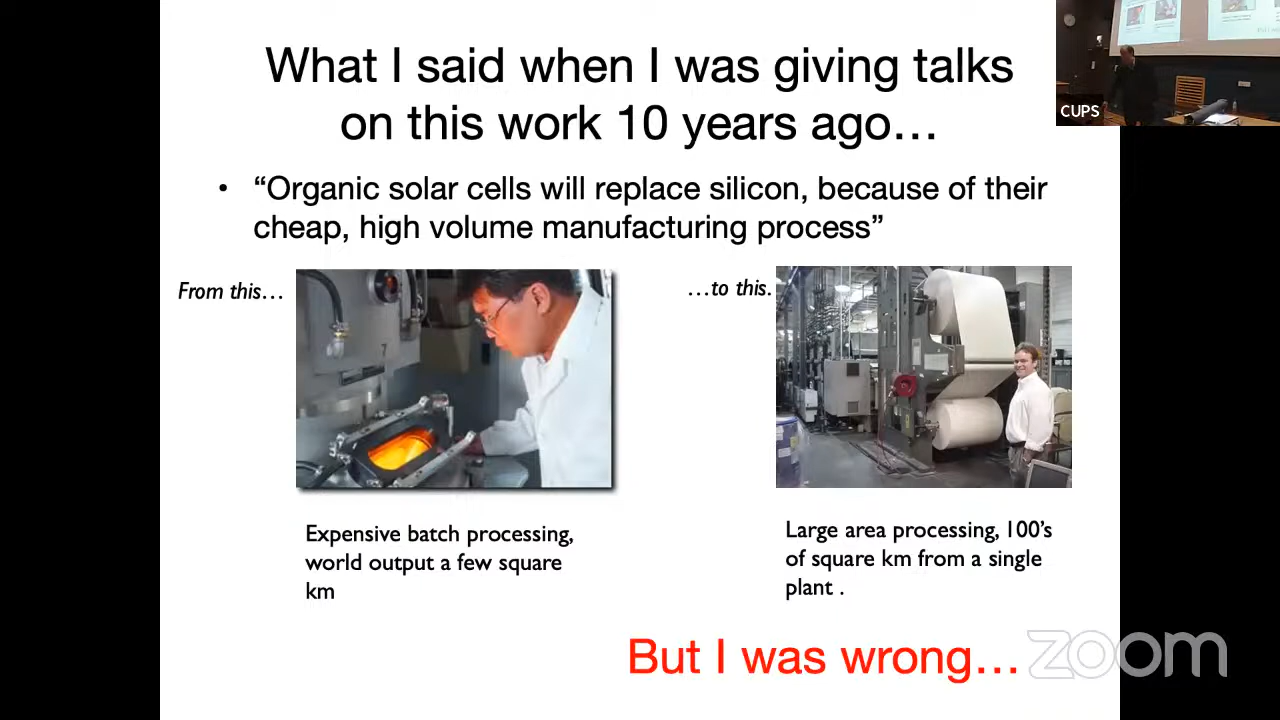 What I said when I was giving talks
on this work 10 years ago…
• “Organic solar cells will replace silicon, because of their
cheap, high volume manufacturing process”
From this…
…to this.
Expensive batch processing,
world output a few square
km
Large area processing, 100’s
of square km from a single
plant .
But I was wrong…
zoom
CUPS